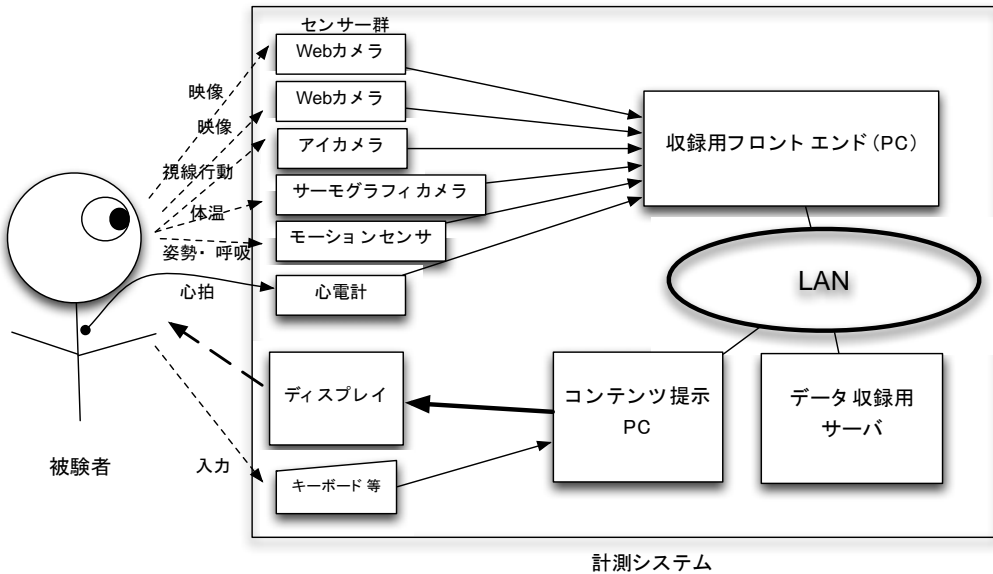 センサー群
Webカメラ
映像
Webカメラ
映像
アイカメラ
視線行動
サーモグラフィカメラ
体温
モーションセンサ
姿勢・呼吸
心電計
心拍
収録用フロントエンド(PC)
LAN
ディスプレイ
コンテンツ提示
PC
データ収録用
サーバ
被験者
入力
キーボード等
計測システム